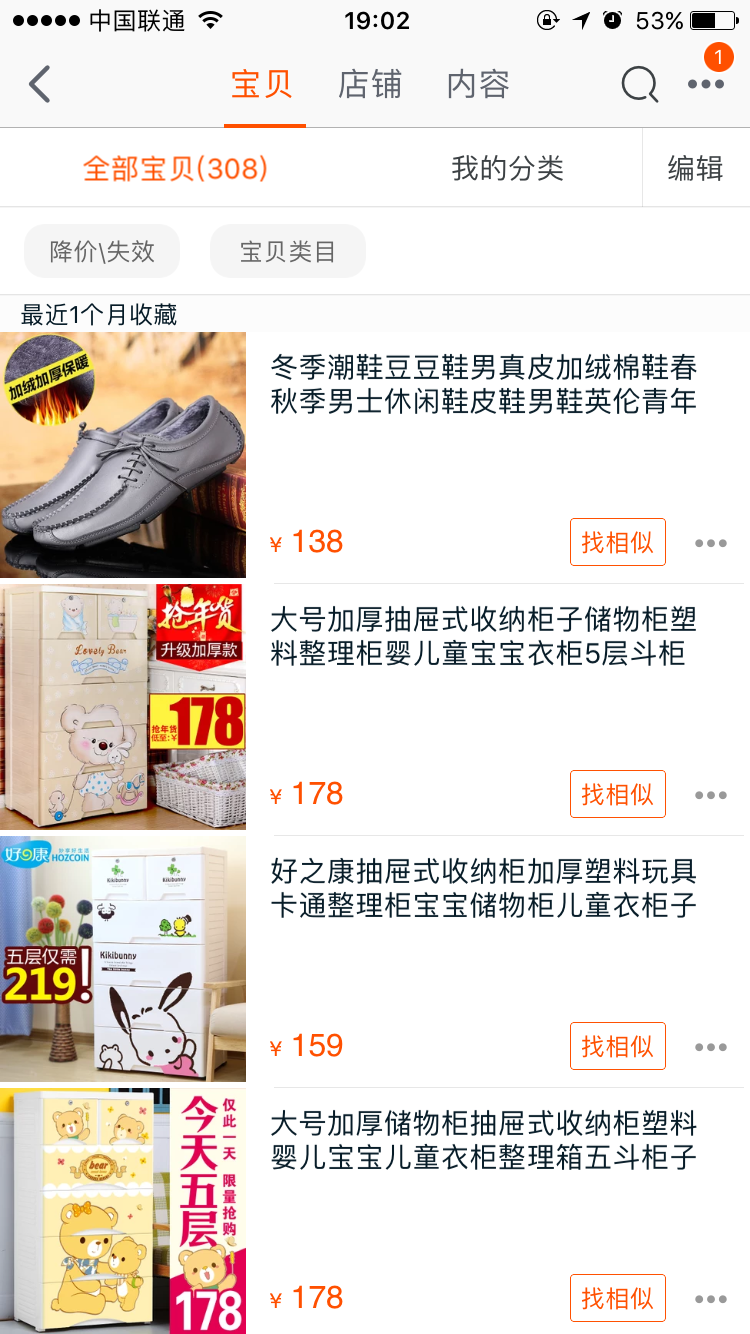 中国联通
19:02
53%
1
宝贝
店铺
内容
全部宝贝(308)
我的分类
编辑
降价\失效
宝贝类目
最近1个月收藏
加绒加厚保暖
冬季潮鞋豆豆鞋男真皮加绒棉鞋春
秋季男士休闲鞋皮鞋男鞋英伦青年
¥ 138
找相似
抢年货
升级加厚款
Lovely Bear
抢年货
低至:¥
178
大号加厚抽屉式收纳柜子储物柜塑
料整理柜婴儿童宝宝衣柜5层斗柜
¥ 178
找相似
好の康
HOZCOIN
Kikibunny
Kikibunny
Kikibunny
五层仅需
219!
好之康抽屉式收纳柜加厚塑料玩具
卡通整理柜宝宝储物柜儿童衣柜子
¥ 159
找相似
bear
今天五层
仅此一天 限量抢购
178
大号加厚储物柜抽屉式收纳柜塑料
婴儿宝宝儿童衣柜整理箱五斗柜子
¥ 178
找相似